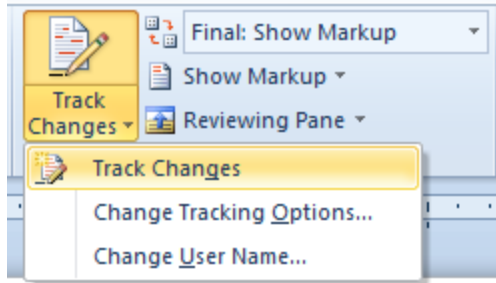 Final: Show Markup
Show Markup
Track
Changes
Reviewing Pane
Track Changes
Change Tracking Options...
Change User Name...